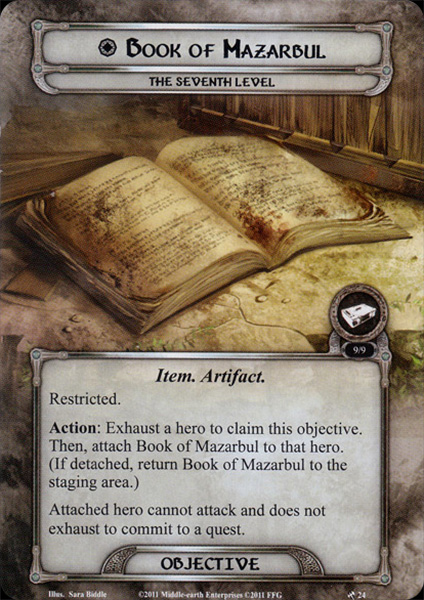 Book of Mazarbul
The Seventh Level
9/9
Item. Artifact.
Restricted.
Action: Exhaust a hero to claim this objective.
Then, attach Book of Mazarbul to that hero.
(If detached, return Book of Mazarbul to the
staging area.)
Attached hero cannot attack and does not
exhaust to commit to a quest.
OBJECTIVE
Illus. Sara Biddle
©2011 Middle-earth Enterprises ©2011 FFG
24